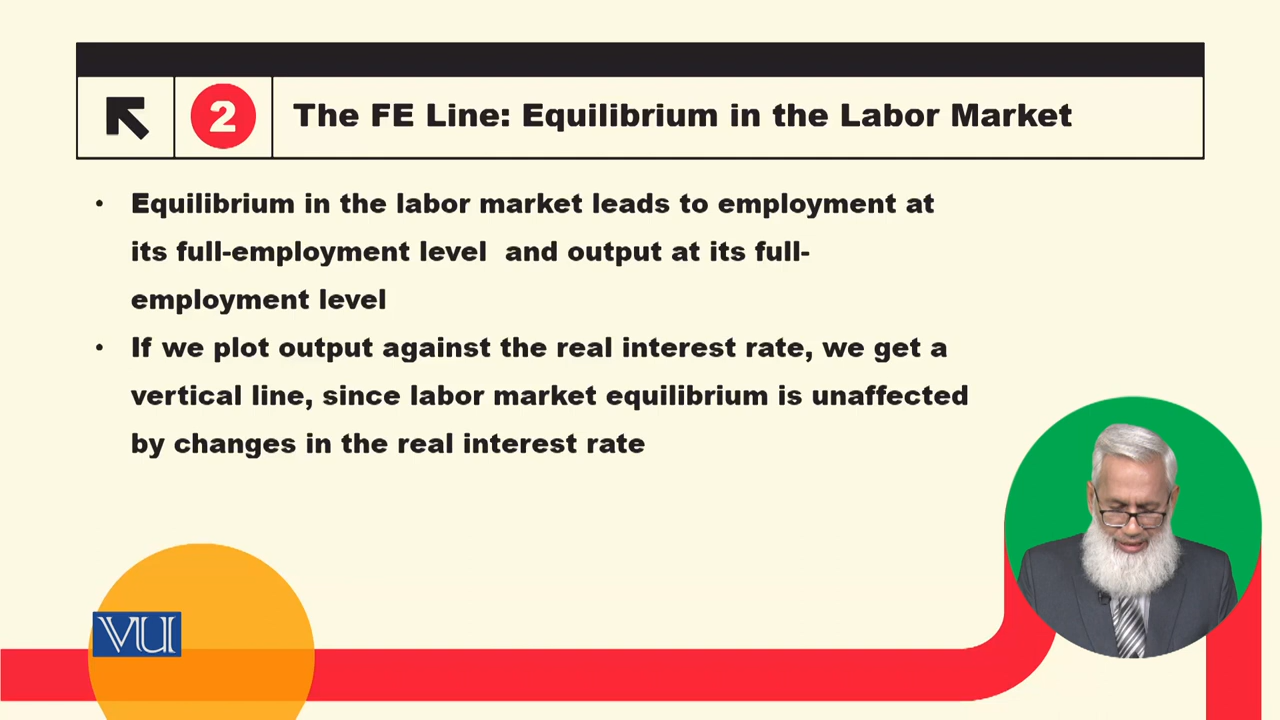 2
The FE Line: Equilibrium in the Labor Market
• Equilibrium in the labor market leads to employment at
its full-employment level and output at its full-
employment level
• If we plot output against the real interest rate, we get a
vertical line, since labor market equilibrium is unaffected
by changes in the real interest rate
VU